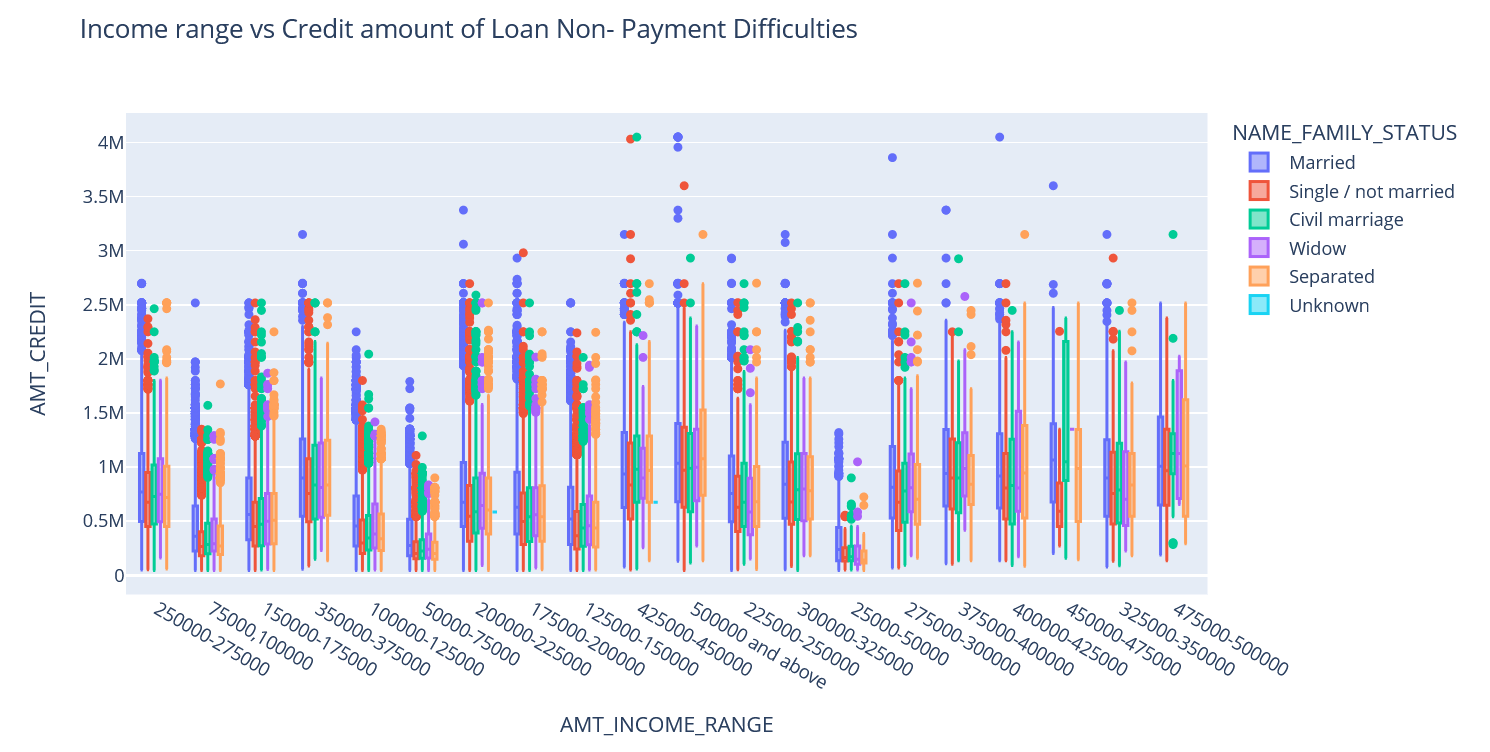 Income range vs Credit amount of Loan Non- Payment Difficulties
NAME_FAMILY_STATUS
Married
Single / not married
Civil marriage
Widow
Separated
Unknown
AMT_CREDIT
4M
3.5M
3M
2.5M
2M
1.5M
1M
0.5M
0
250000-275000
75000,100000
150000-175000
350000-375000
100000-125000
50000-75000
200000-225000
175000-200000
125000-150000
425000-450000
500000 and above
225000-250000
300000-325000
25000-50000
275000-300000
375000-400000
400000-425000
450000-475000
325000-350000
475000-500000
AMT_INCOME_RANGE